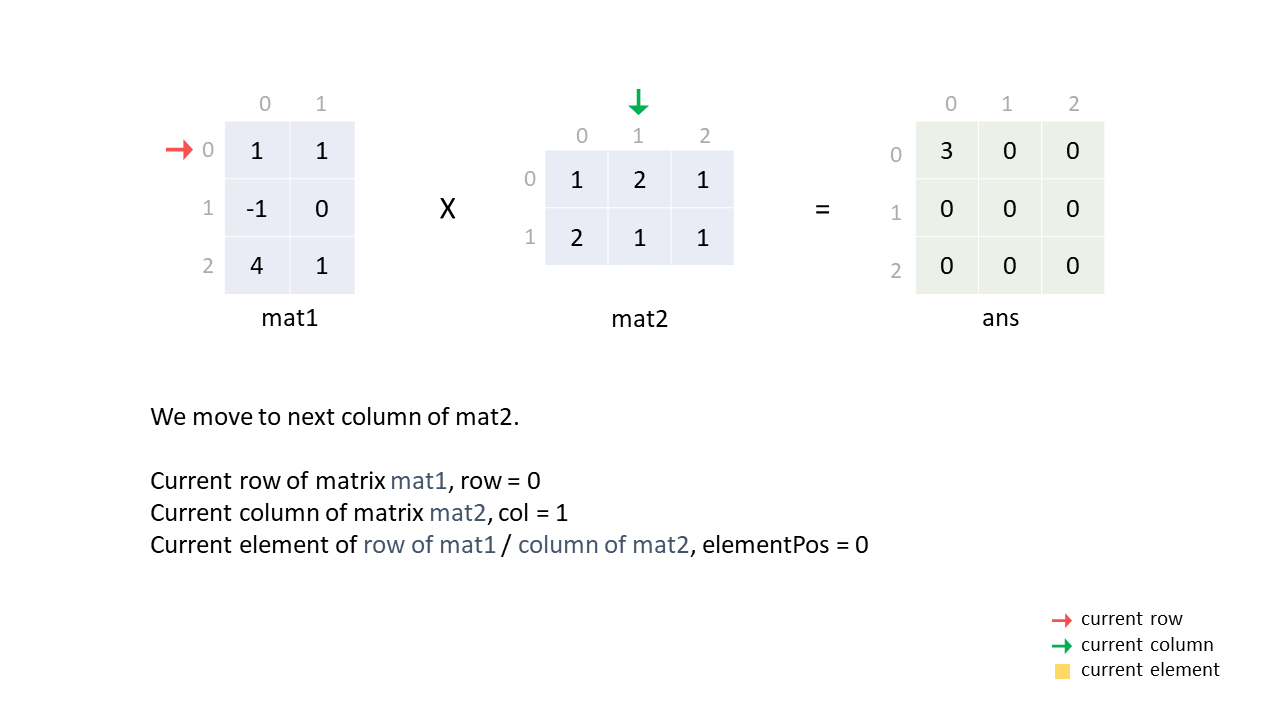 0 1
0 1 1
1 -1 0
2 4 1
mat1
X
0 1 2
0 1 2 1
1 2 1 1
mat2
=
0 1 2
0 3 0 0
1 0 0 0
2 0 0 0
ans
We move to next column of mat2.
Current row of matrix mat1, row = 0
Current column of matrix mat2, col = 1
Current element of row of mat1 / column of mat2, elementPos = 0
current row
current column
current element